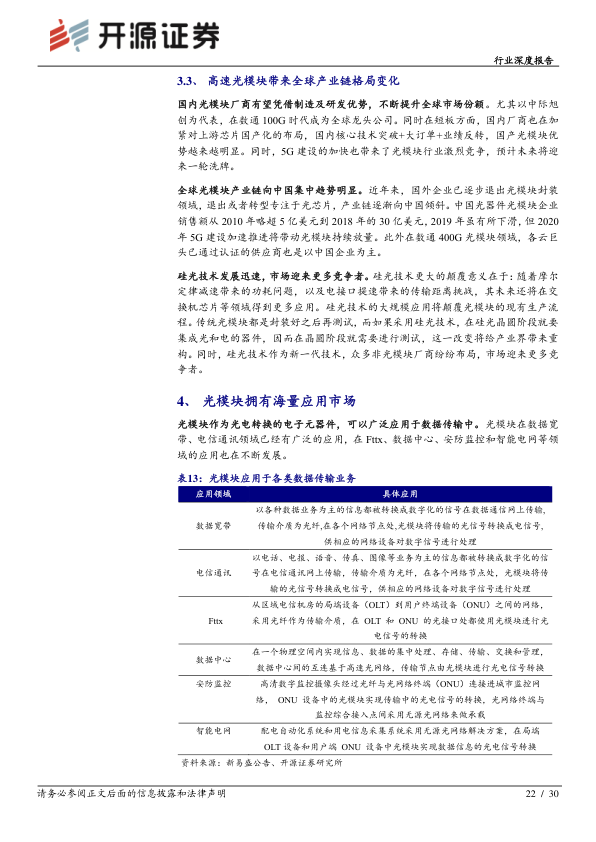 开源证券
行业深度报告
3.3、 高速光模块带来全球产业链格局变化
国内光模块厂商有望凭借制造及研发优势，不断提升全球市场份额。尤其以中际旭
创为代表，在数通 100G 时代成为全球龙头公司。同时在短板方面，国内厂商也在加
紧对上游芯片国产化的布局，国内核心技术突破+大订单+业绩反转，国产光模块优
势越来越明显。同时，5G 建设的加快也带来了光模块行业激烈竞争，预计未来将迎
来一轮洗牌。
全球光模块产业链向中国集中趋势明显。近年来，国外企业已逐步退出光模块封装
领域，退出或者转型专注于光芯片，产业链逐渐向中国倾斜。中国光器件光模块企业
销售额从 2010 年略超 5 亿美元到 2018 年的 30 亿美元，2019 年虽有所下滑，但 2020
年 5G 建设加速推进将带动光模块持续放量。此外在数通 400G 光模块领域，各云巨
头已通过认证的供应商也是以中国企业为主。
硅光技术发展迅速，市场迎来更多竞争者。硅光技术更大的颠覆意义在于：随着摩尔
定律减速带来的功耗问题，以及电接口提速带来的传输距离挑战，其未来还将在交
换机芯片等领域得到更多应用。硅光技术的大规模应用将颠覆光模块的现有生产流
程。传统光模块都是封装好之后再测试，而如果采用硅光技术，在硅光晶圆阶段就要
集成光和电的器件，因而在晶圆阶段就需要进行测试，这一改变将给产业界带来重
构。同时，硅光技术作为新一代技术，众多非光模块厂商纷纷布局，市场迎来更多竞
争者。
4、 光模块拥有海量应用市场
光模块作为光电转换的电子元器件，可以广泛应用于数据传输中。光模块在数据宽
带、电信通讯领域已经有广泛的应用，在 Fttx、数据中心、安防监控和智能电网等领
域的应用也在不断发展。
表13：光模块应用于各类数据传输业务
应用领域 具体应用
以各种数据业务为主的信息都被转换成数字化的信号在数据通信网上传输,
数据宽带 传输介质为光纤,在各个网络节点处,光模块将传输的光信号转换成电信号,
供相应的网络设备对数字信号进行处理
以电话、电报、语音、传真、图像等业务为主的信息都被转换成数字化的信
电信通讯 号在电信通讯网上传输，传输介质为光纤，在各个网络节点处，光模块将传
输的光信号转换成电信号，供相应的网络设备对数字信号进行处理
从区域电信机房的局端设备（OLT）到用户终端设备（ONU）之间的网络，
Fttx 采用光纤作为传输介质，在 OLT 和 ONU 的光接口处都使用光模块进行光
电信号的转换
数据中心 在一个物理空间内实现信息、数据的集中处理、存储、传输、交换和管理，
数据中心间的互连基于高速光网络，传输节点由光模块进行光电信号转换
安防监控 高清数字监控摄像头经过光纤与光网络终端（ONU）连接进城市监控网
络， ONU 设备中的光模块实现传输中的光电信号的转换，光网络终端与
监控综合接入点间采用无源光网络来做承载
智能电网 配电自动化系统和用电信息采集系统采用无源光网络解决方案，在局端
OLT 设备和用户端 ONU 设备中光模块实现数据信息的光电信号转换
资料来源：新易盛公告、开源证券研究所
请务必参阅正文后面的信息披露和法律声明
22 / 30